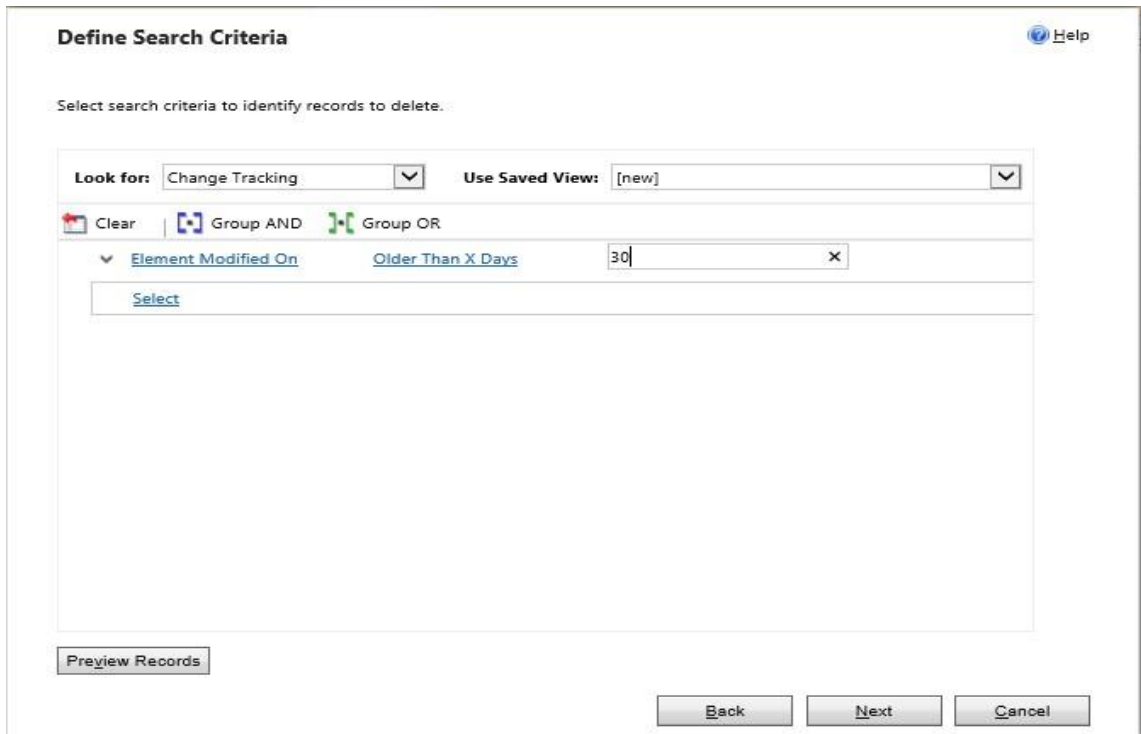 Define Search Criteria
Help
Select search criteria to identify records to delete.
Look for: Change Tracking Use Saved View: [new]
Clear Group AND Group OR
Element Modified On Older Than X Days 30
Select
Preview Records
Back Next Cancel